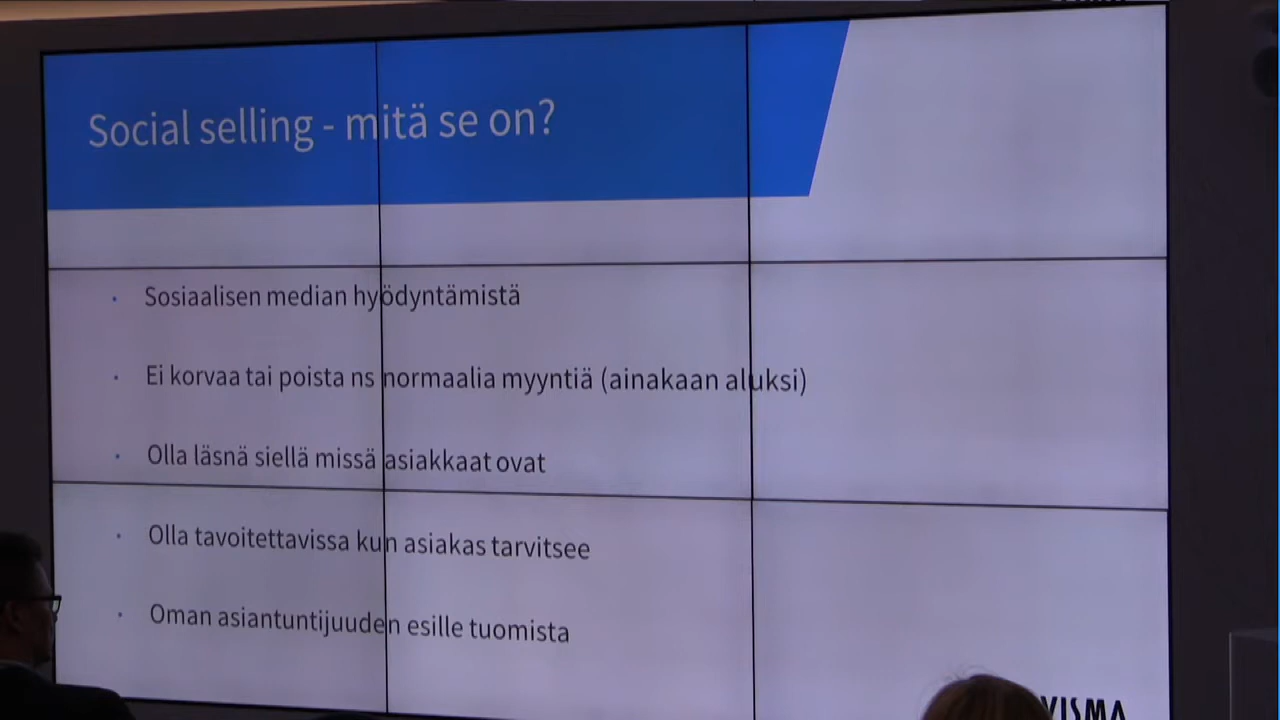 Social selling - mitä se on?
Sosiaalisen median hyödyntämistä
Ei korvaa tai poista ns normaalia myyntiä (ainakaan aluksi)
Olla läsnä siellä missä asiakkaat ovat
Olla tavoitettavissa kun asiakas tarvitsee
Oman asiantuntijuuden esille tuomista
VISMA